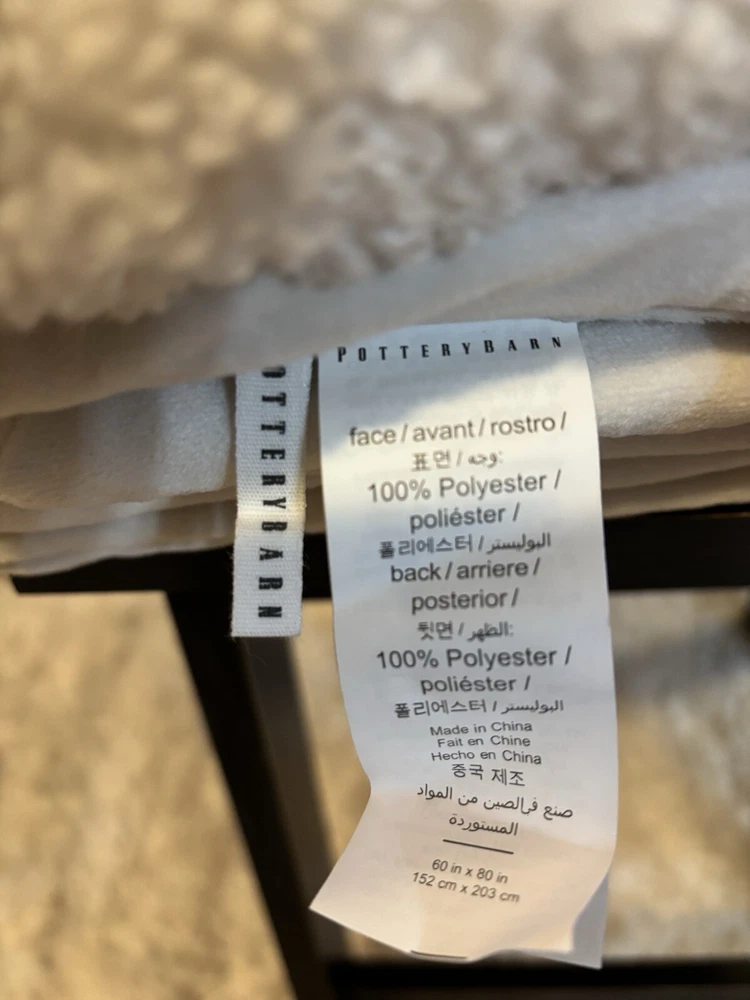 POTTERYBARN
OTTERYBARN
face / avant / rostro /
표면 / وجه:
100% Polyester /
poliéster /
폴리에스터 / البوليستر
back / arriere /
posterior /
뒷면 / الظهر:
100% Polyester /
poliéster /
폴리에스터 / البوليستر
Made in China
Fait en Chine
Hecho en China
중국 제조
صنع في الصين من المواد
المستوردة
60 in x 80 in
152 cm x 203 cm